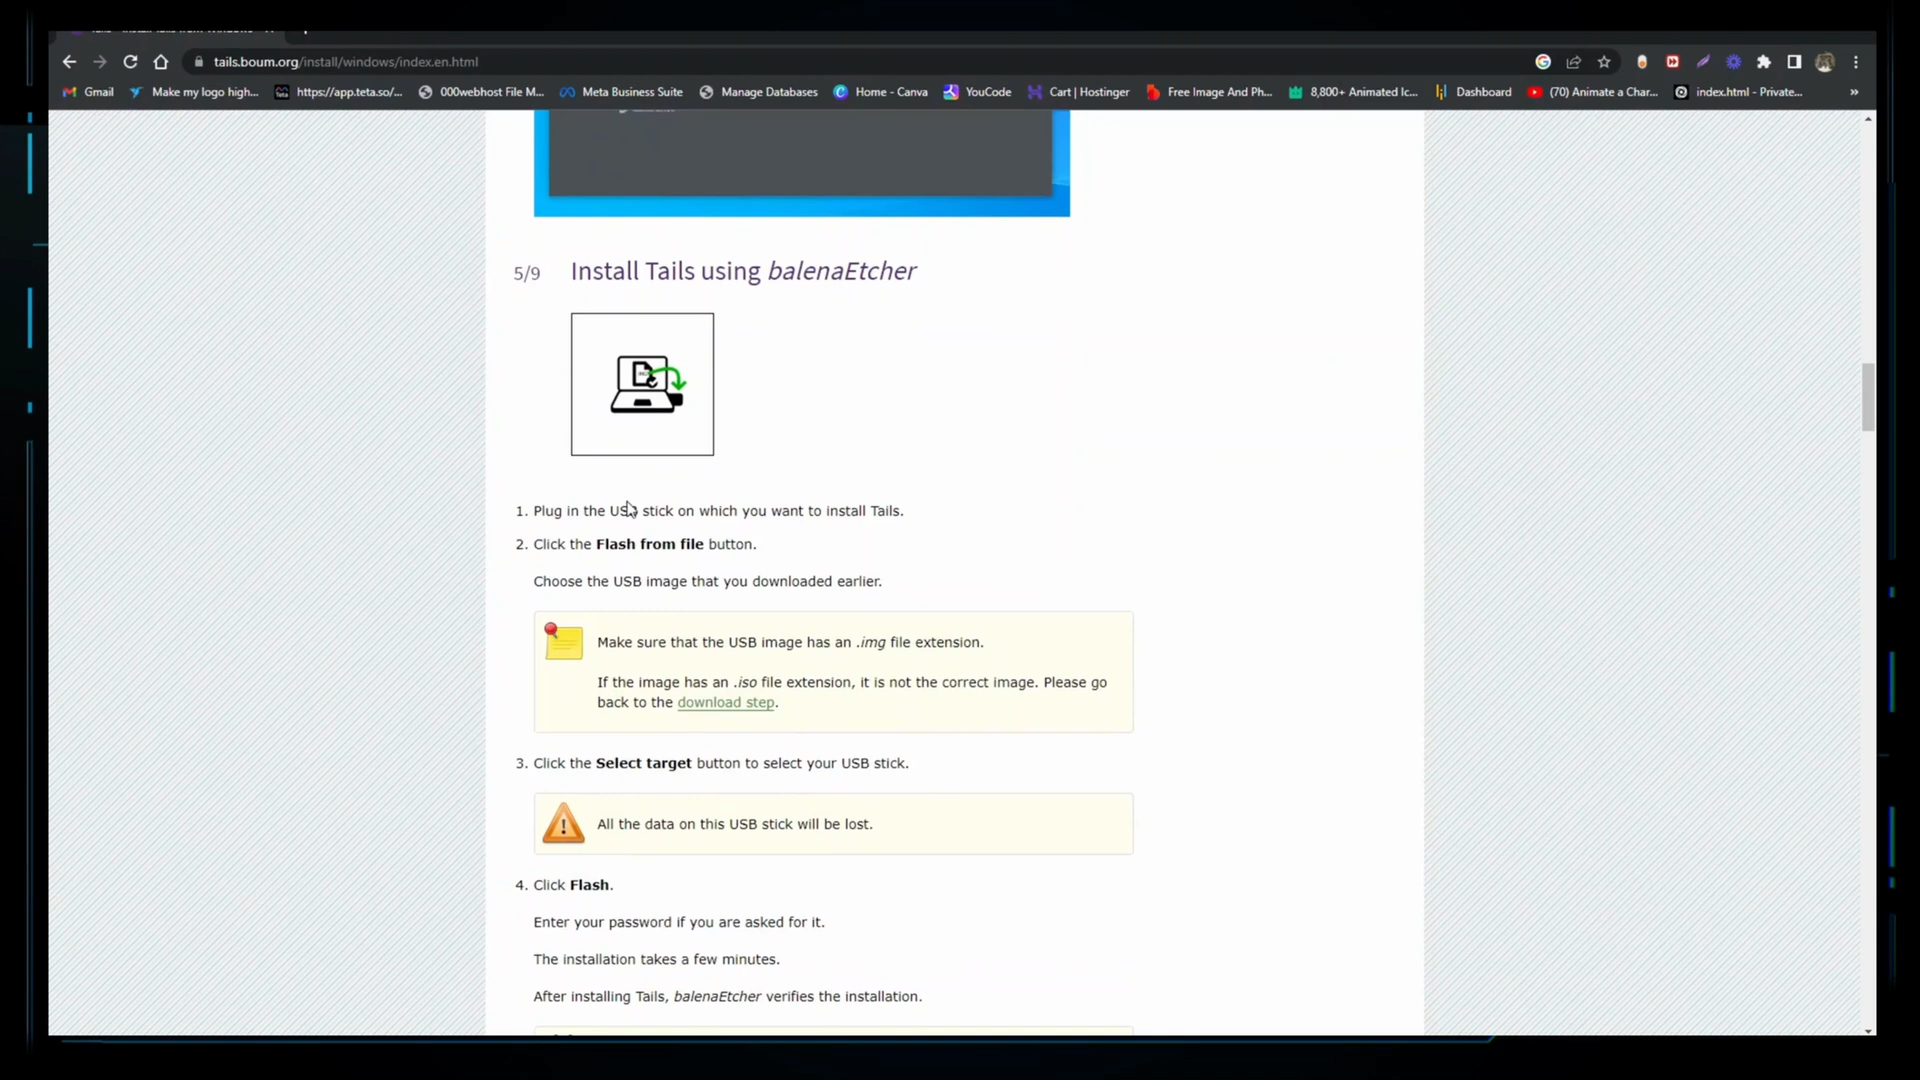 tails.boum.org/install/windows/index.en.html
Gmail Make my logo high... https://app.teta.so/... 000webhost File M... Meta Business Suite Manage Databases Home - Canva YouCode Cart | Hostinger Free Image And Ph... 8,800+ Animated Ic... Dashboard (70) Animate a Char... index.html - Private... »
5/9 Install Tails using balenaEtcher
1. Plug in the USB stick on which you want to install Tails.
2. Click the Flash from file button.
Choose the USB image that you downloaded earlier.
Make sure that the USB image has an .img file extension.
If the image has an .iso file extension, it is not the correct image. Please go
back to the download step.
3. Click the Select target button to select your USB stick.
All the data on this USB stick will be lost.
4. Click Flash.
Enter your password if you are asked for it.
The installation takes a few minutes.
After installing Tails, balenaEtcher verifies the installation.